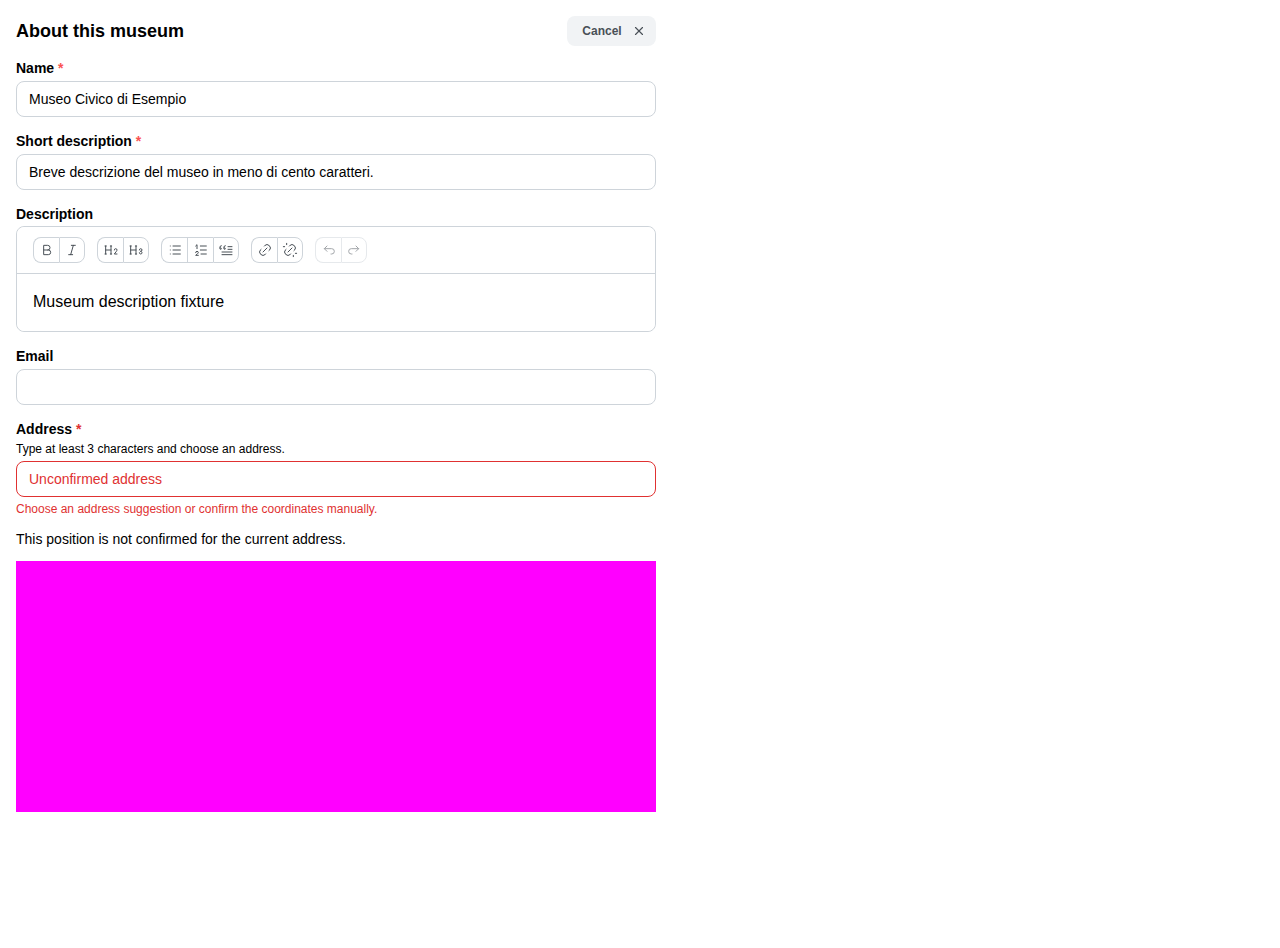 About this museum
Cancel
Name *
Museo Civico di Esempio
Short description *
Breve descrizione del museo in meno di cento caratteri.
Description
B I H2 H3
Museum description fixture
Email
Address *
Type at least 3 characters and choose an address.
Unconfirmed address
Choose an address suggestion or confirm the coordinates manually.
This position is not confirmed for the current address.